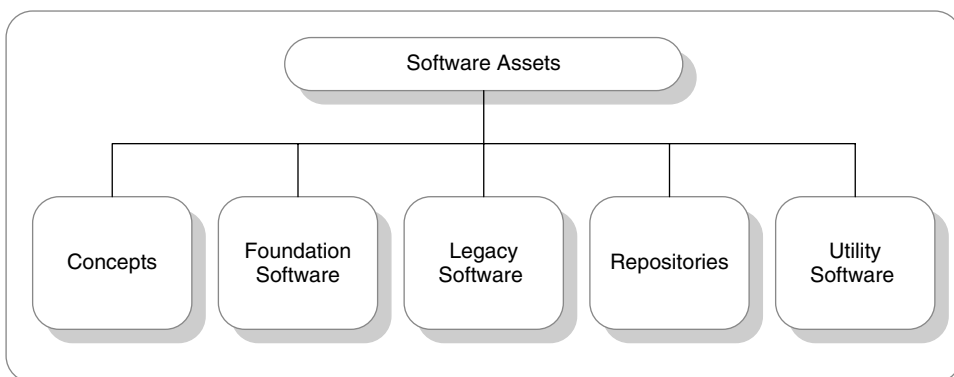 Software Assets
Concepts
Foundation
Software
Legacy
Software
Repositories
Utility
Software